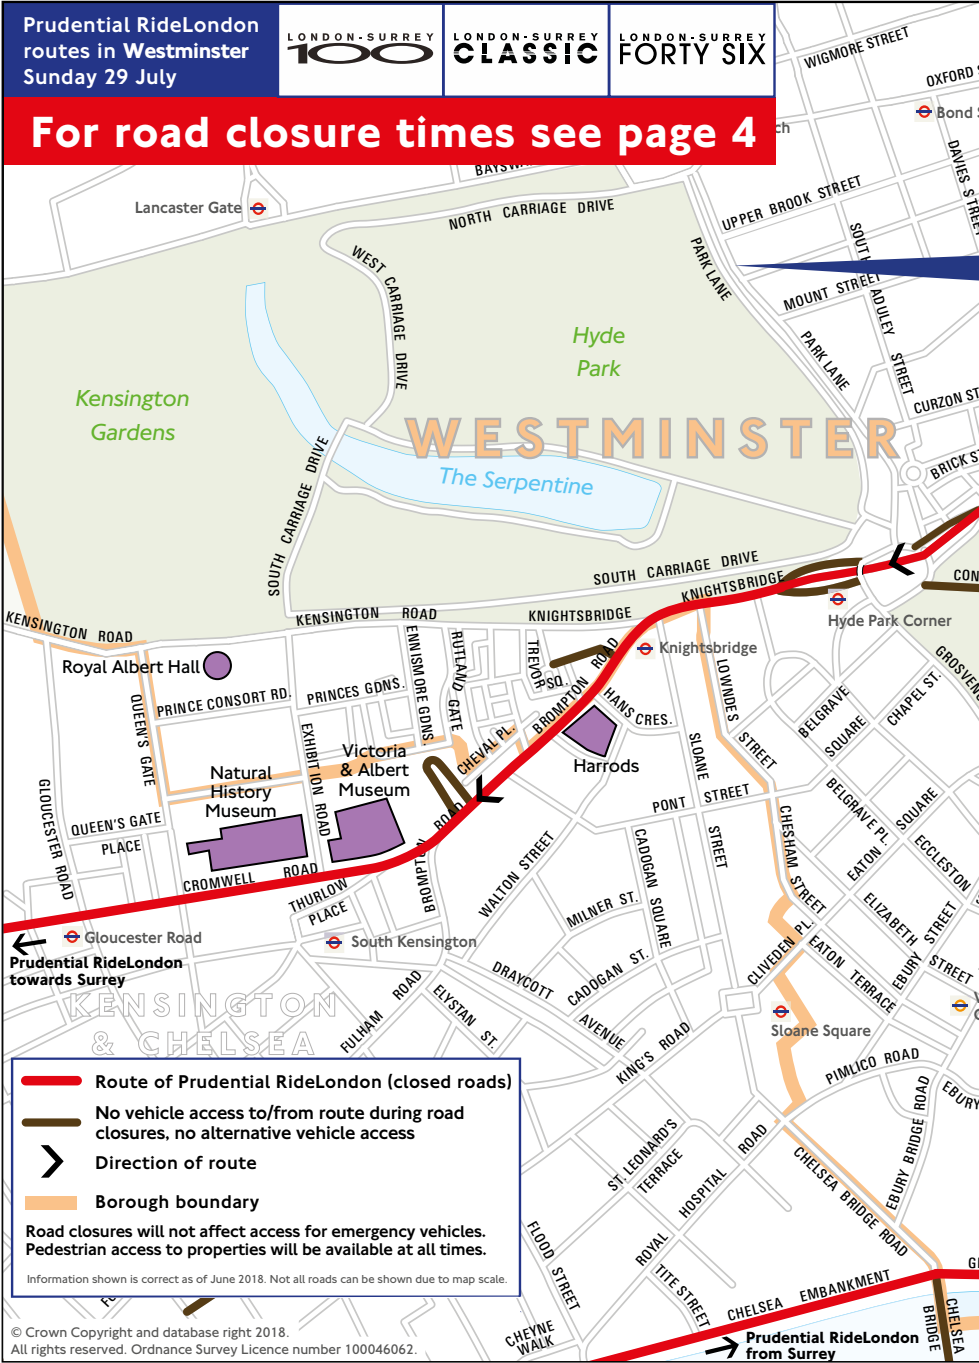 Prudential RideLondon
routes in Westminster
Sunday 29 July
LONDON-SURREY
100
LONDON-SURREY
CLASSIC
LONDON-SURREY
FORTY SIX
For road closure times see page 4
WIGMORE STREET
OXFORD
Bond
DAVIES STREET
Lancaster Gate
NORTH CARRIAGE DRIVE
UPPER BROOK STREET
WEST CARRIAGE DRIVE
PARK LANE
SOUTH AUDLEY STREET
MOUNT STREET
Hyde
Park
PARK LANE
Kensington
Gardens
CURZON ST
WESTMINSTER
BRICK S
The Serpentine
SOUTH CARRIAGE DRIVE
SOUTH CARRIAGE DRIVE
KNIGHTSBRIDGE
CON
Hyde Park Corner
KENSINGTON ROAD
KENSINGTON ROAD
KNIGHTSBRIDGE
Knightsbridge
GROSVEN
Royal Albert Hall
ENNISMORE GDNS.
RUTLAND GATE
TREVOR
SQ.
BROMPTON ROAD
HANS CRES.
LOWNDES
STREET
BELGRAVE
SQUARE
CHAPEL ST.
QUEEN'S GATE
PRINCE CONSORT RD.
PRINCES GDNS.
EXHIBITION ROAD
CHEVAL PL.
Harrods
SLOANE
STREET
Victoria
& Albert
Museum
Natural
History
Museum
GLOUCESTER ROAD
QUEEN'S GATE
PLACE
PONT STREET
BELGRAVE PL.
EATON SQUARE
ECCLESTON
CHESHAM STREET
CROMWELL ROAD
THURLOW
PLACE
BROMPTON ROAD
WALTON STREET
MILNER ST.
CADOGAN SQUARE
ELIZABETH
STREET
EBURY STREET
CLIVEDEN PL.
EATON TERRACE
Gloucester Road
South Kensington
Prudential RideLondon
towards Surrey
KENSINGTON
& CHELSEA
FULHAM ROAD
ELYSTAN ST.
DRAYCOTT
AVENUE
CADOGAN ST.
KING'S ROAD
Sloane Square
PIMLICO ROAD
EBURY BRIDGE ROAD
EBURY
Route of Prudential RideLondon (closed roads)
No vehicle access to/from route during road
closures, no alternative vehicle access
Direction of route
Borough boundary
Road closures will not affect access for emergency vehicles.
Pedestrian access to properties will be available at all times.
Information shown is correct as of June 2018. Not all roads can be shown due to map scale.
ST. LEONARD'S
TERRACE
ROYAL HOSPITAL ROAD
CHELSEA BRIDGE ROAD
FLOOD STREET
TITE STREET
CHELSEA EMBANKMENT
CHELSEA
BRIDGE
CHEYNE
WALK
Prudential RideLondon
from Surrey
© Crown Copyright and database right 2018.
All rights reserved. Ordnance Survey Licence number 100046062.